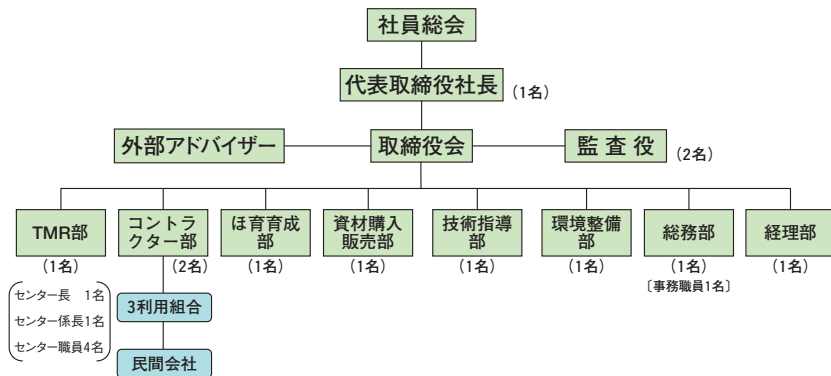 社員総会
代表取締役社長
(1名)
外部アドバイザー
取締役会
監査役
(2名)
TMR部
(1名)
センター長 1名
センター係長1名
センター職員4名
コントラ
クター部
(2名)
3利用組合
民間会社
ほ育育成
部
(1名)
資材購入
販売部
(1名)
技術指導
部
(1名)
環境整備
部
(1名)
総務部
(1名)
〔事務職員1名〕
経理部
(1名)